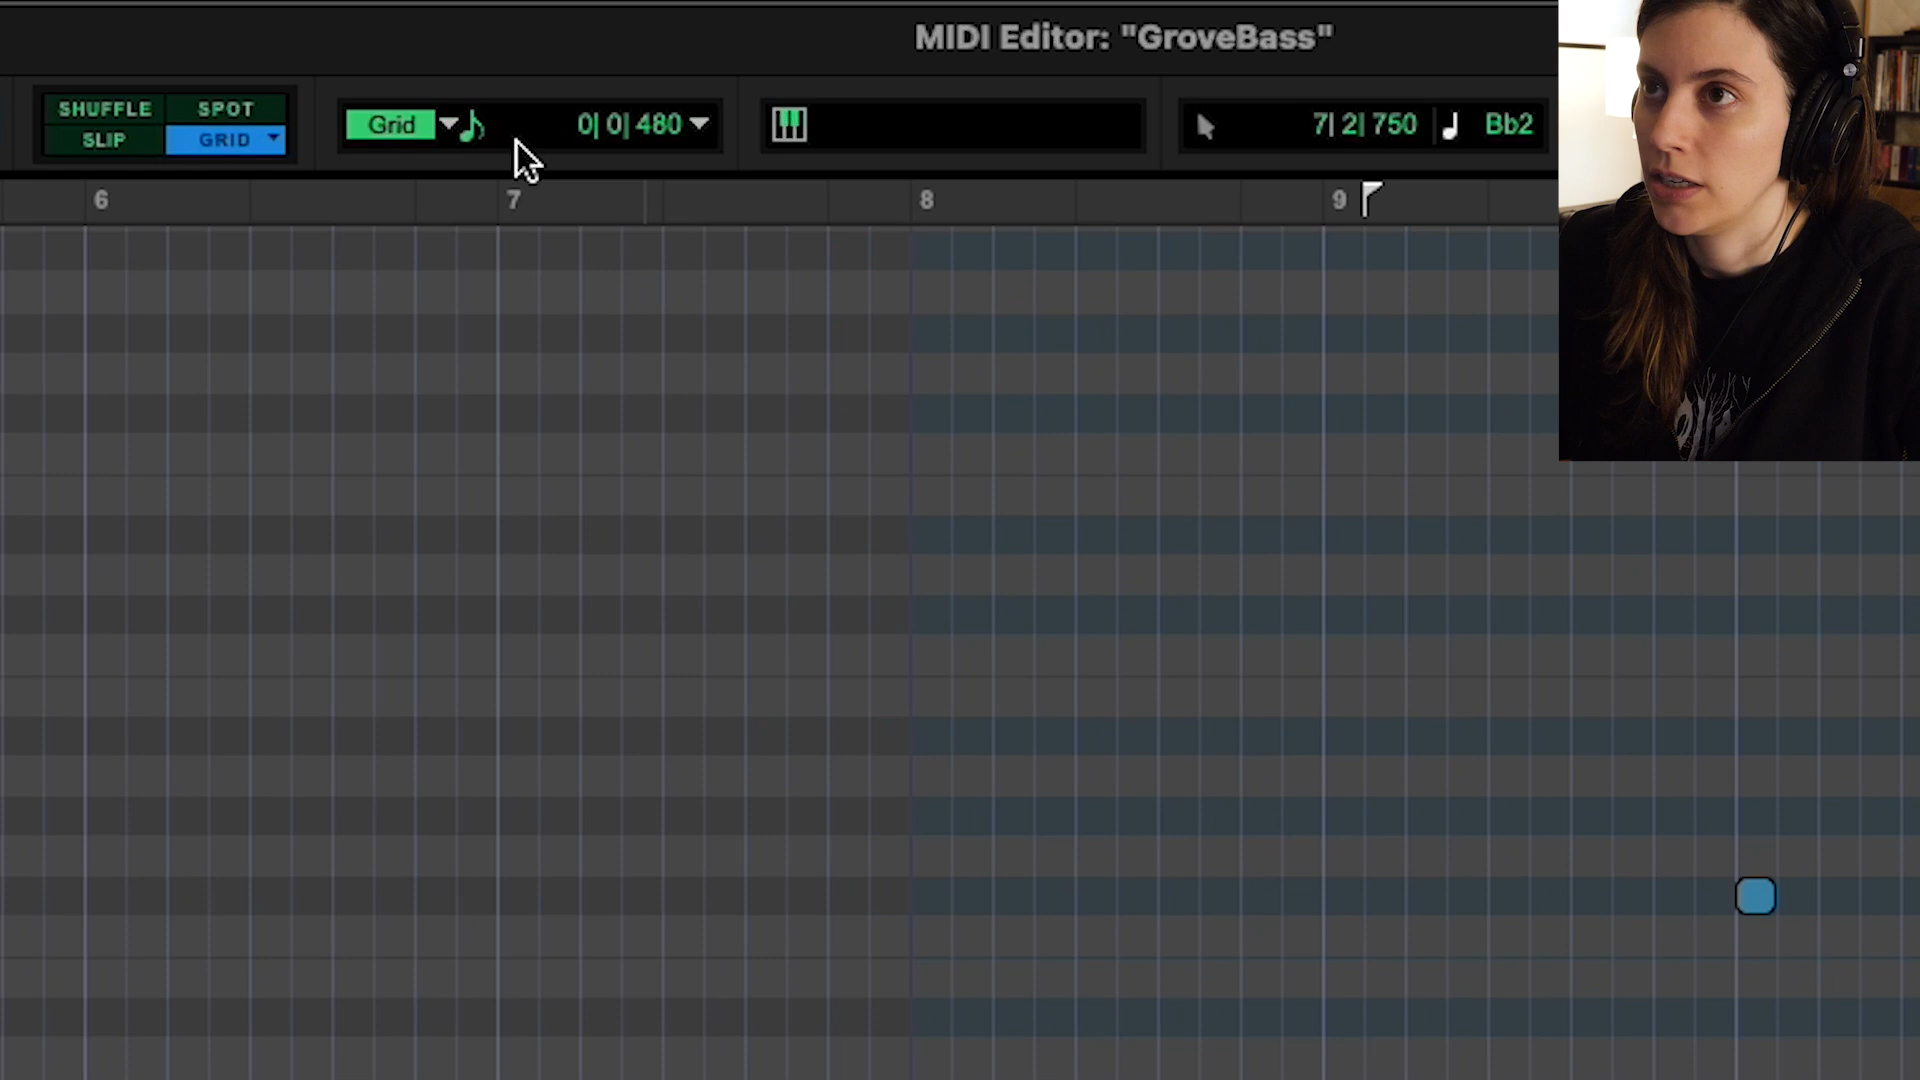 MIDI Editor: "GroveBass"
SHUFFLE SPOT
SLIP GRID
Grid 0| 0| 480
7| 2| 750 Bb2
6 7 8 9